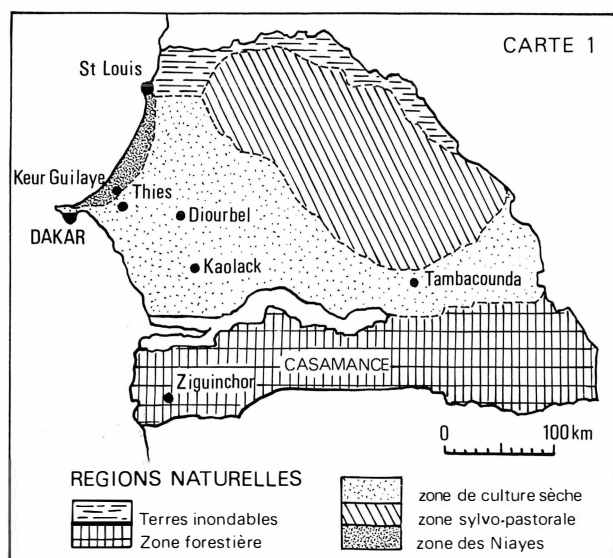 CARTE 1
St Louis
Keur Guilaye
Thies
Diourbel
DAKAR
Kaolack
Tambacounda
CASAMANCE
Ziguinchor
0 100km
REGIONS NATURELLES
Terres inondables
Zone forestière
zone de culture sèche
zone sylvo-pastorale
zone des Niayes